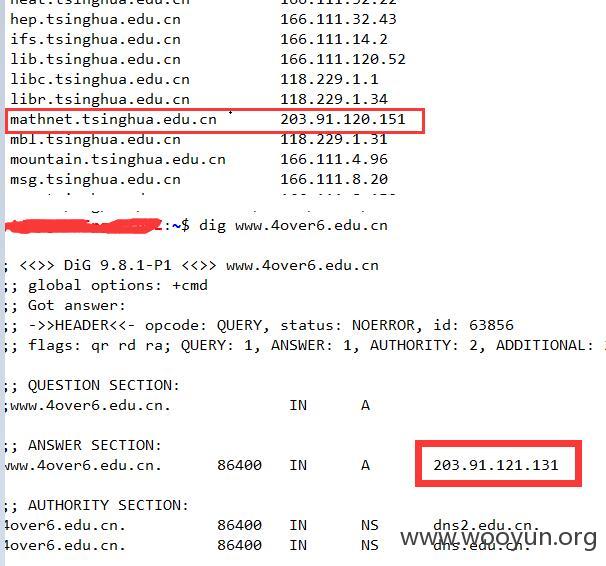 heat.tsinghua.edu.cn 166.111.32.22
hep.tsinghua.edu.cn 166.111.32.43
ifs.tsinghua.edu.cn 166.111.14.2
lib.tsinghua.edu.cn 166.111.120.52
libc.tsinghua.edu.cn 118.229.1.1
libr.tsinghua.edu.cn 118.229.1.34
mathnet.tsinghua.edu.cn 203.91.120.151
mbl.tsinghua.edu.cn 118.229.1.31
mountain.tsinghua.edu.cn 166.111.4.96
msg.tsinghua.edu.cn 166.111.8.20
:~$ dig www.4over6.edu.cn
; <<>> DiG 9.8.1-P1 <<>> www.4over6.edu.cn
;; global options: +cmd
;; Got answer:
;; ->>HEADER<<- opcode: QUERY, status: NOERROR, id: 63856
;; flags: qr rd ra; QUERY: 1, ANSWER: 1, AUTHORITY: 2, ADDITIONAL:
;; QUESTION SECTION:
;www.4over6.edu.cn. IN A
;; ANSWER SECTION:
www.4over6.edu.cn. 86400 IN A 203.91.121.131
;; AUTHORITY SECTION:
4over6.edu.cn. 86400 IN NS dns2.edu.cn.
4over6.edu.cn. 86400 IN NS dns.edu.cn.
www.wooyun.org